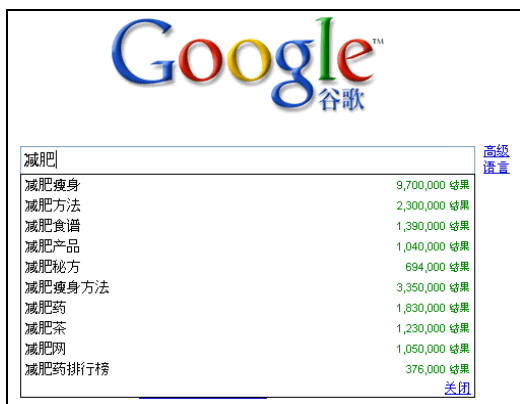 Google™
谷歌
减肥
高级
语言
减肥瘦身 9,700,000 结果
减肥方法 2,300,000 结果
减肥食谱 1,390,000 结果
减肥产品 1,040,000 结果
减肥秘方 694,000 结果
减肥瘦身方法 3,350,000 结果
减肥药 1,830,000 结果
减肥茶 1,230,000 结果
减肥网 1,050,000 结果
减肥药排行榜 376,000 结果
关闭